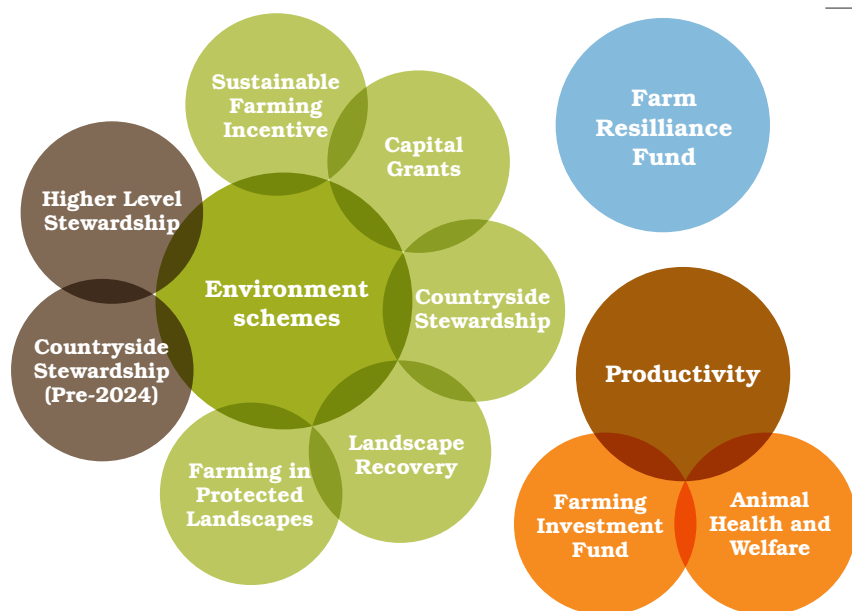 Sustainable
Farming
Incentive
Capital
Grants
Farm
Resilliance
Fund
Higher Level
Stewardship
Environment
schemes
Countryside
Stewardship
Countryside
Stewardship
(Pre-2024)
Productivity
Landscape
Recovery
Farming in
Protected
Landscapes
Farming
Investment
Fund
Animal
Health and
Welfare